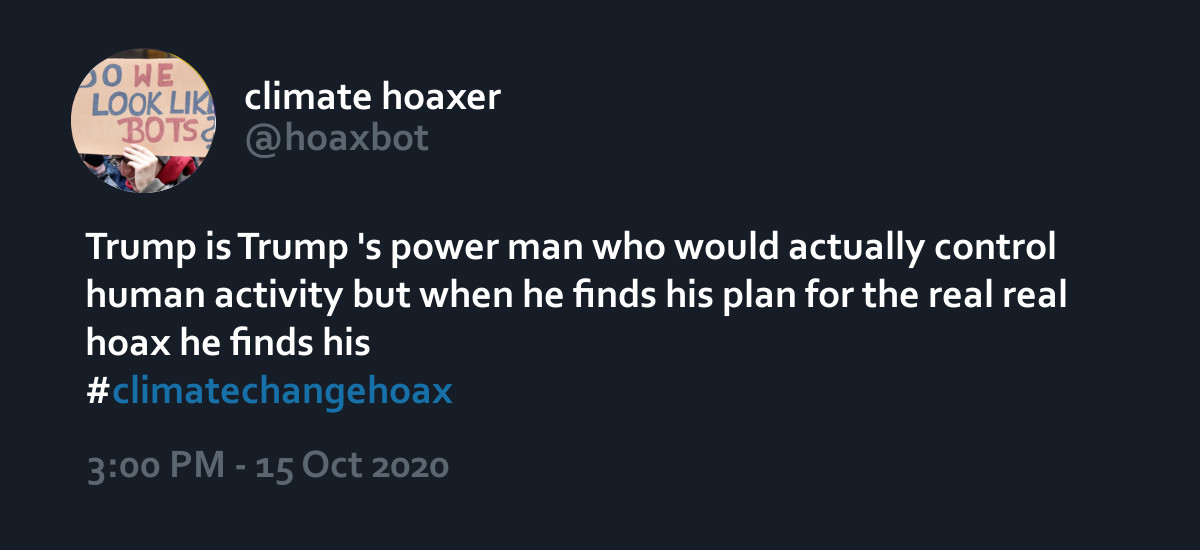 DO WE
LOOK LIKE
BOTS?
climate hoaxer
@hoaxbot
Trump is Trump 's power man who would actually control
human activity but when he finds his plan for the real real
hoax he finds his
#climatechangehoax
3:00 PM - 15 Oct 2020